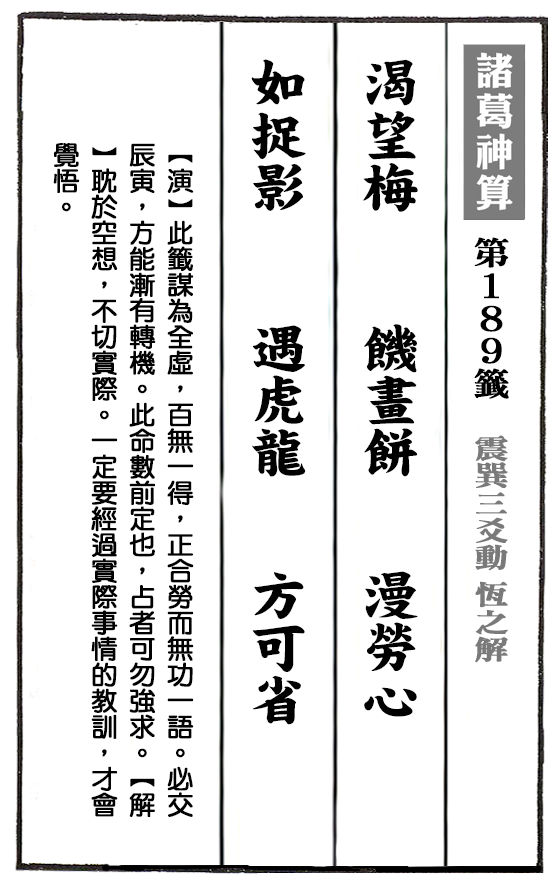 諸葛神算 第189籤 震巽三爻動 恆之解
渴望梅 饑畫餅 漫勞心
如捉影 遇虎龍 方可省
【演】此籤謀為全虛，百無一得，正合勞而無功一語。必交
辰寅，方能漸有轉機。此命數前定也，占者可勿強求。【解
】耽於空想，不切實際。一定要經過實際事情的教訓，才會
覺悟。